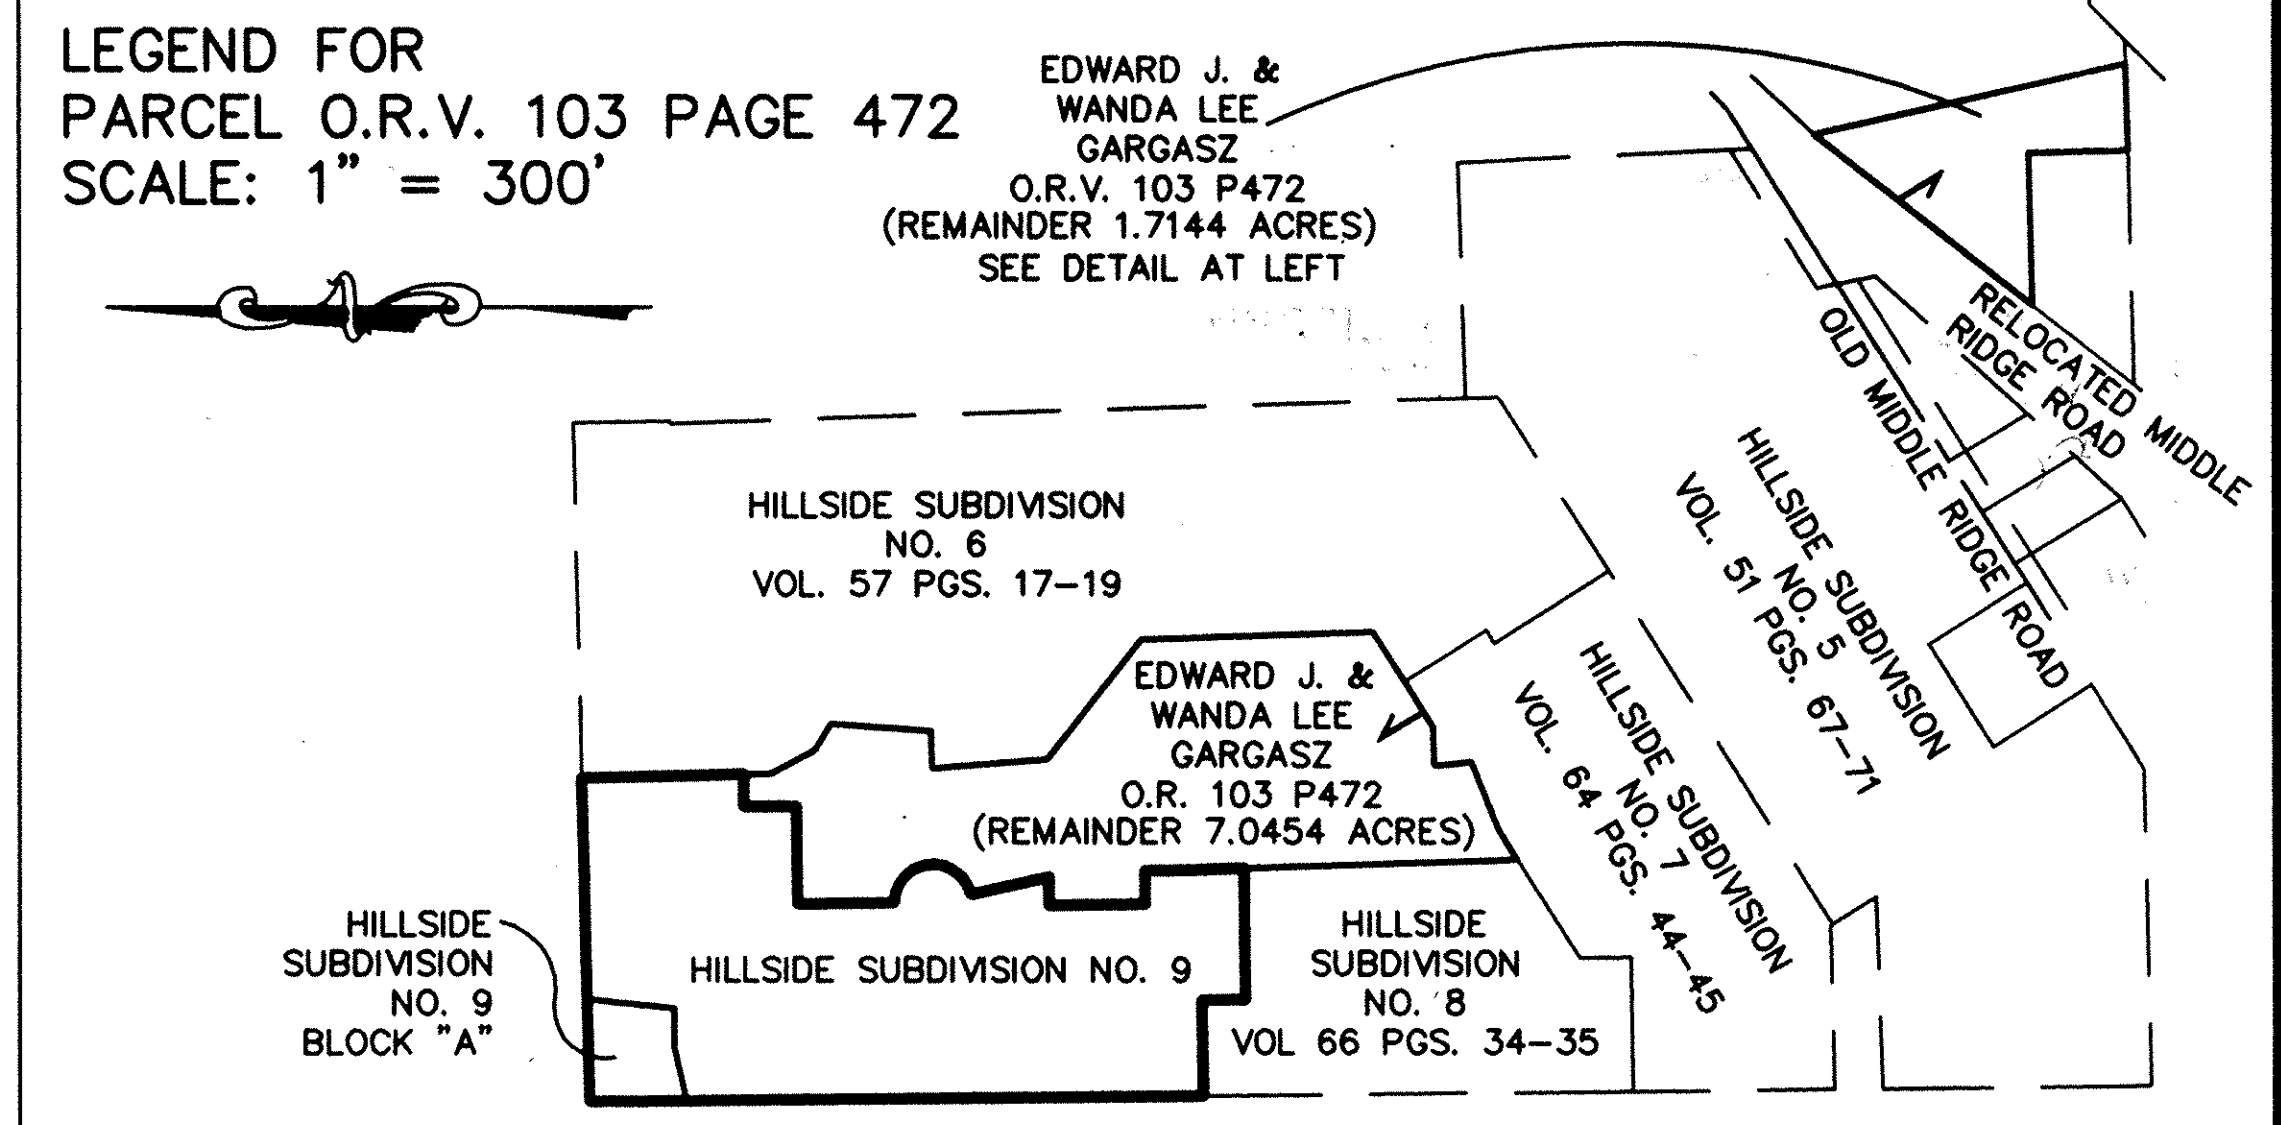 LEGEND FOR
PARCEL O.R.V. 103 PAGE 472
SCALE: 1" = 300'
EDWARD J. &
WANDA LEE
GARGASZ
O.R.V. 103 P472
(REMAINDER 1.7144 ACRES)
SEE DETAIL AT LEFT
RELOCATED MIDDLE
RIDGE ROAD
OLD MIDDLE RIDGE ROAD
HILLSIDE SUBDIVISION
NO. 5
VOL. 51 PGS. 67-71
HILLSIDE SUBDIVISION
NO. 6
VOL. 57 PGS. 17-19
HILLSIDE SUBDIVISION
NO. 7
VOL. 64 PGS. 44-45
EDWARD J. &
WANDA LEE
GARGASZ
O.R. 103 P472
(REMAINDER 7.0454 ACRES)
HILLSIDE
SUBDIVISION
NO. 9
BLOCK "A"
HILLSIDE SUBDIVISION NO. 9
HILLSIDE
SUBDIVISION
NO. 8
VOL 66 PGS. 34-35